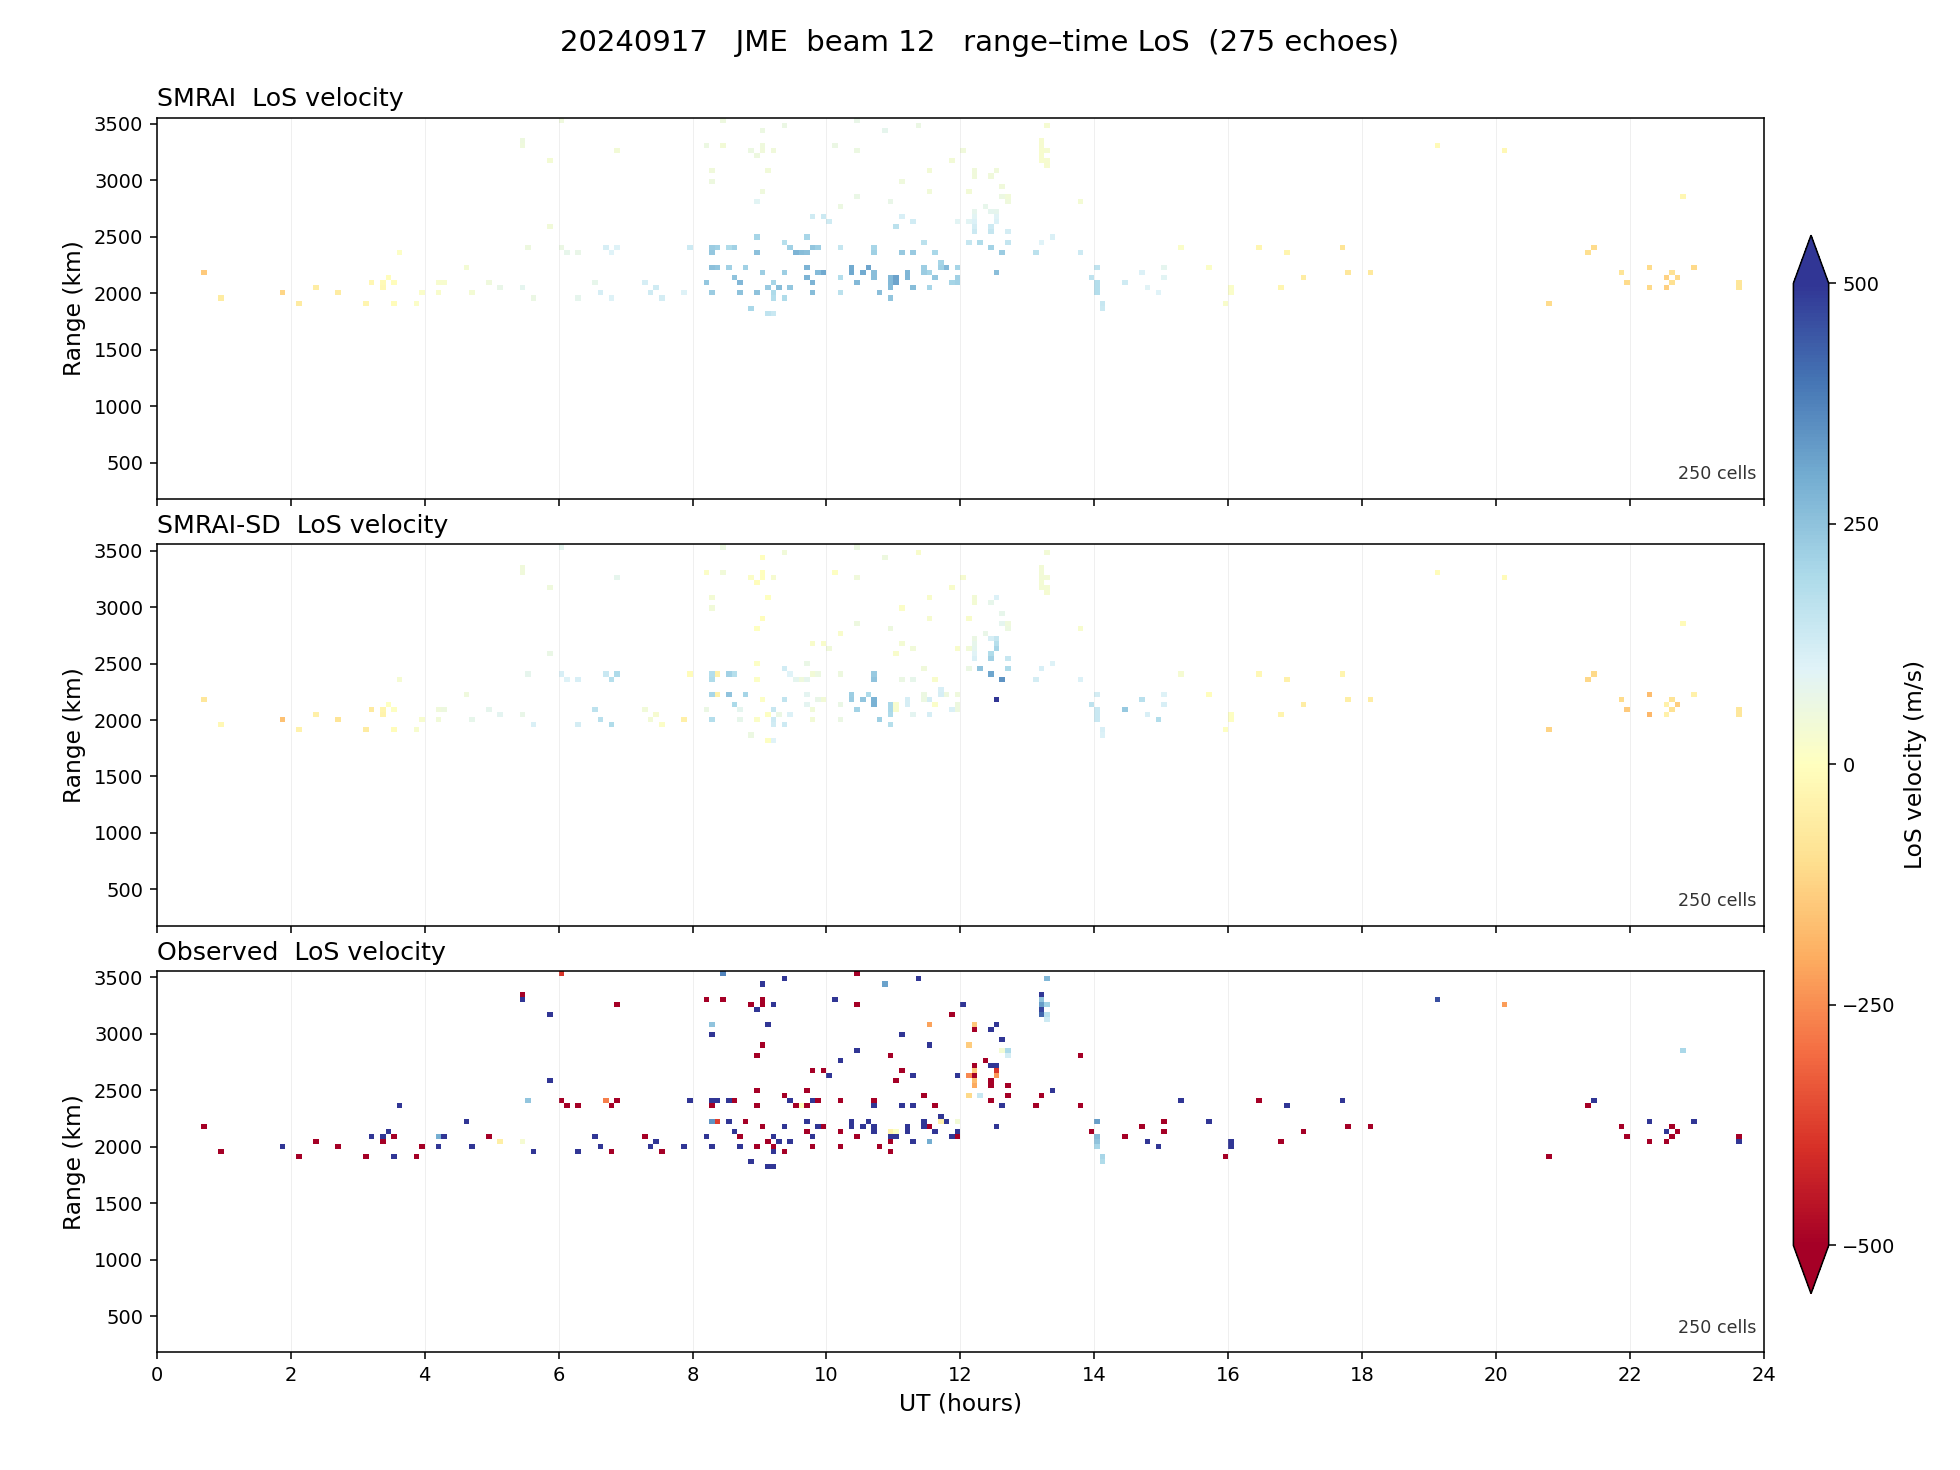 20240917 JME beam 12 range–time LoS (275 echoes)
SMRAI LoS velocity
3500
3000
2500
2000
1500
1000
500
Range (km)
250 cells
SMRAI-SD LoS velocity
3500
3000
2500
2000
1500
1000
500
Range (km)
250 cells
Observed LoS velocity
3500
3000
2500
2000
1500
1000
500
Range (km)
250 cells
0 2 4 6 8 10 12 14 16 18 20 22 24
UT (hours)
500
250
0
−250
−500
LoS velocity (m/s)